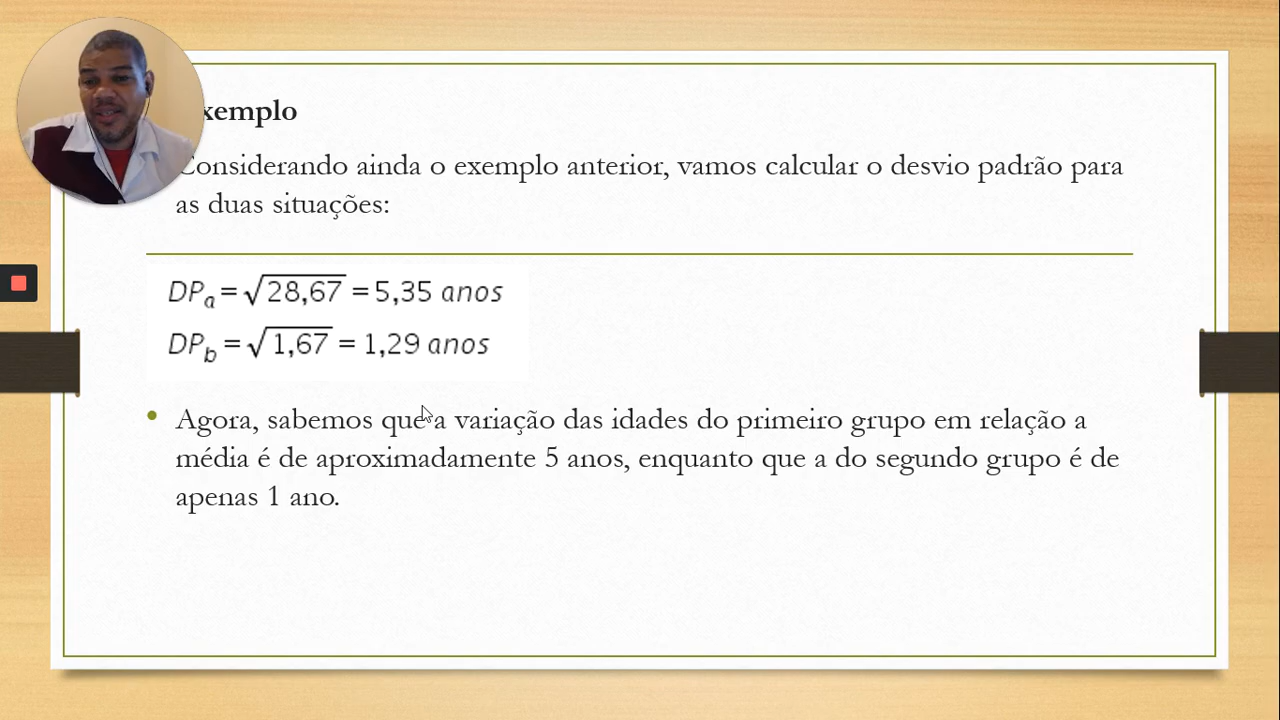 xemplo
Considerando ainda o exemplo anterior, vamos calcular o desvio padrão para
as duas situações:
DPₐ = √28,67 = 5,35 anos
DP_b = √1,67 = 1,29 anos
• Agora, sabemos que a variação das idades do primeiro grupo em relação a
média é de aproximadamente 5 anos, enquanto que a do segundo grupo é de
apenas 1 ano.